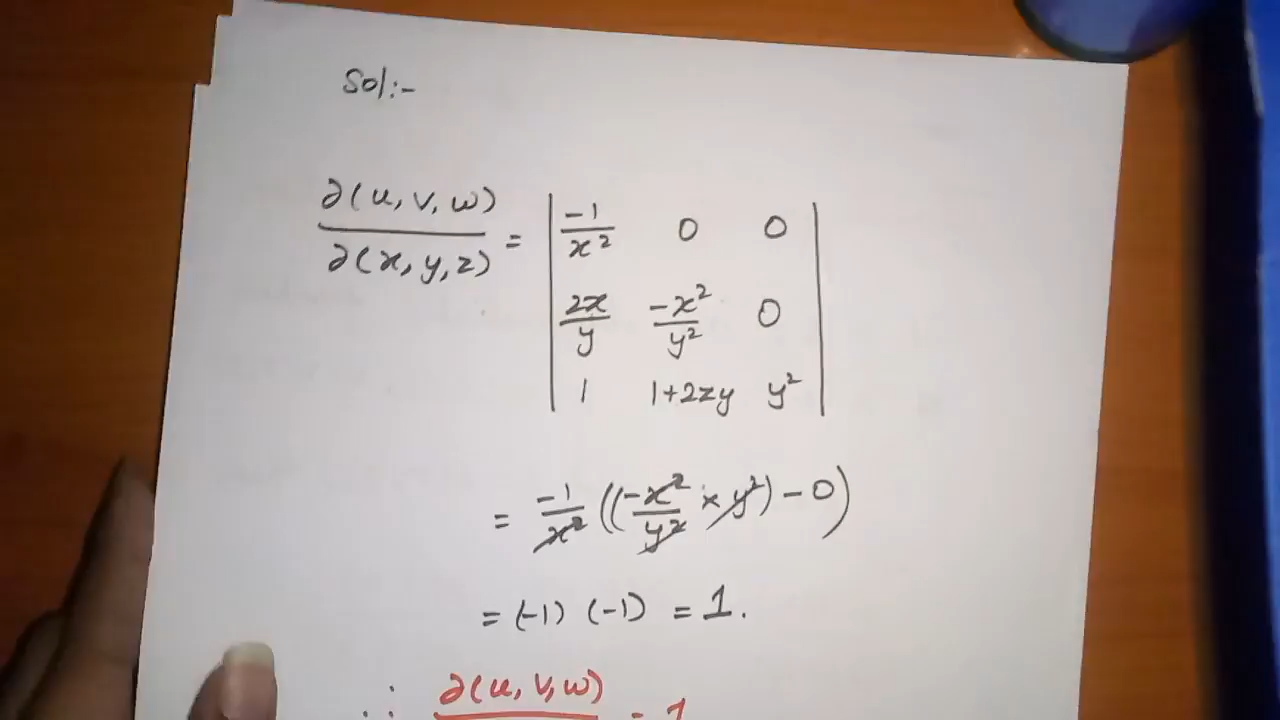 Sol:-
∂(u,v,w)/∂(x,y,z) = | -1/x² 0 0 |
| 2x/y -x²/y² 0 |
| 1 1+2zy y² |
= -1/x² ((-x²/y² × y²) - 0)
= (-1) (-1) = 1.
∴ ∂(u,v,w) = 1